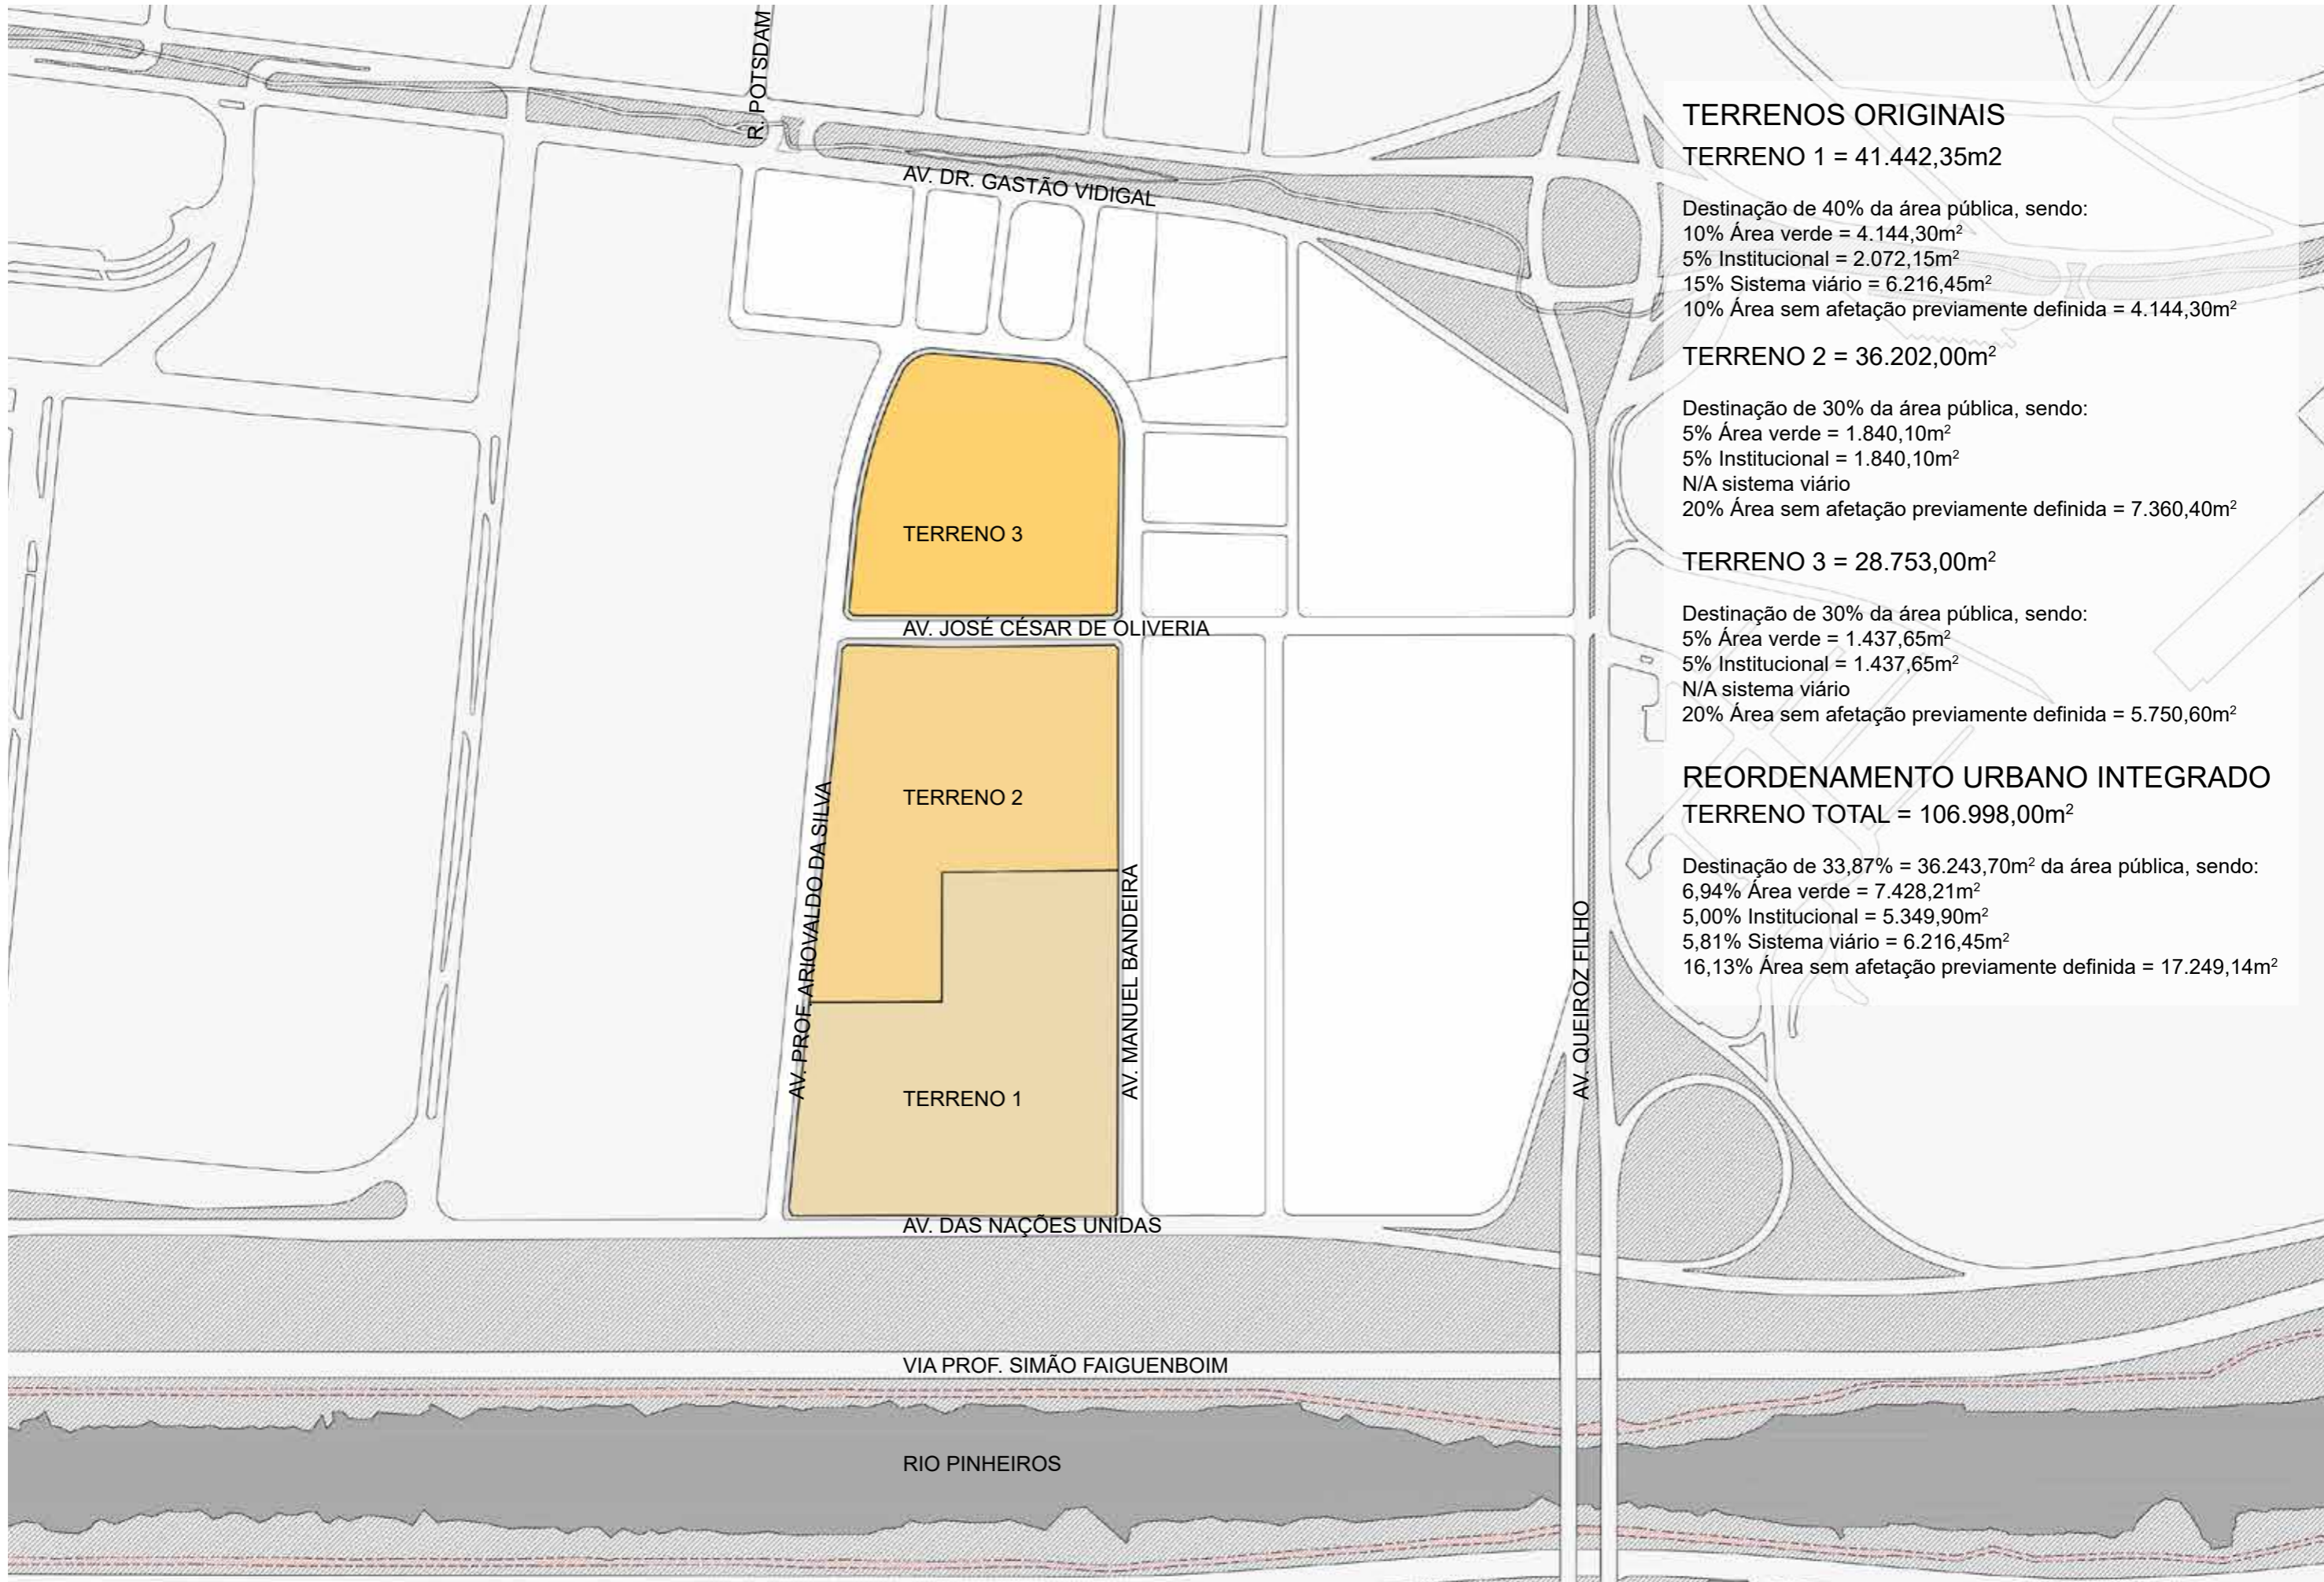 R. POTSDAM
AV. DR. GASTÃO VIDIGAL
TERRENO 3
AV. JOSÉ CÉSAR DE OLIVERIA
TERRENO 2
AV. PROF. ARIOVALDO DA SILVA
AV. MANUEL BANDEIRA
AV. QUEIROZ FILHO
TERRENO 1
AV. DAS NAÇÕES UNIDAS
VIA PROF. SIMÃO FAIGUENBOIM
RIO PINHEIROS
TERRENOS ORIGINAIS
TERRENO 1 = 41.442,35m2
Destinação de 40% da área pública, sendo:
10% Área verde = 4.144,30m²
5% Institucional = 2.072,15m²
15% Sistema viário = 6.216,45m²
10% Área sem afetação previamente definida = 4.144,30m²
TERRENO 2 = 36.202,00m²
Destinação de 30% da área pública, sendo:
5% Área verde = 1.840,10m²
5% Institucional = 1.840,10m²
N/A sistema viário
20% Área sem afetação previamente definida = 7.360,40m²
TERRENO 3 = 28.753,00m²
Destinação de 30% da área pública, sendo:
5% Área verde = 1.437,65m²
5% Institucional = 1.437,65m²
N/A sistema viário
20% Área sem afetação previamente definida = 5.750,60m²
REORDENAMENTO URBANO INTEGRADO
TERRENO TOTAL = 106.998,00m²
Destinação de 33,87% = 36.243,70m² da área pública, sendo:
6,94% Área verde = 7.428,21m²
5,00% Institucional = 5.349,90m²
5,81% Sistema viário = 6.216,45m²
16,13% Área sem afetação previamente definida = 17.249,14m²